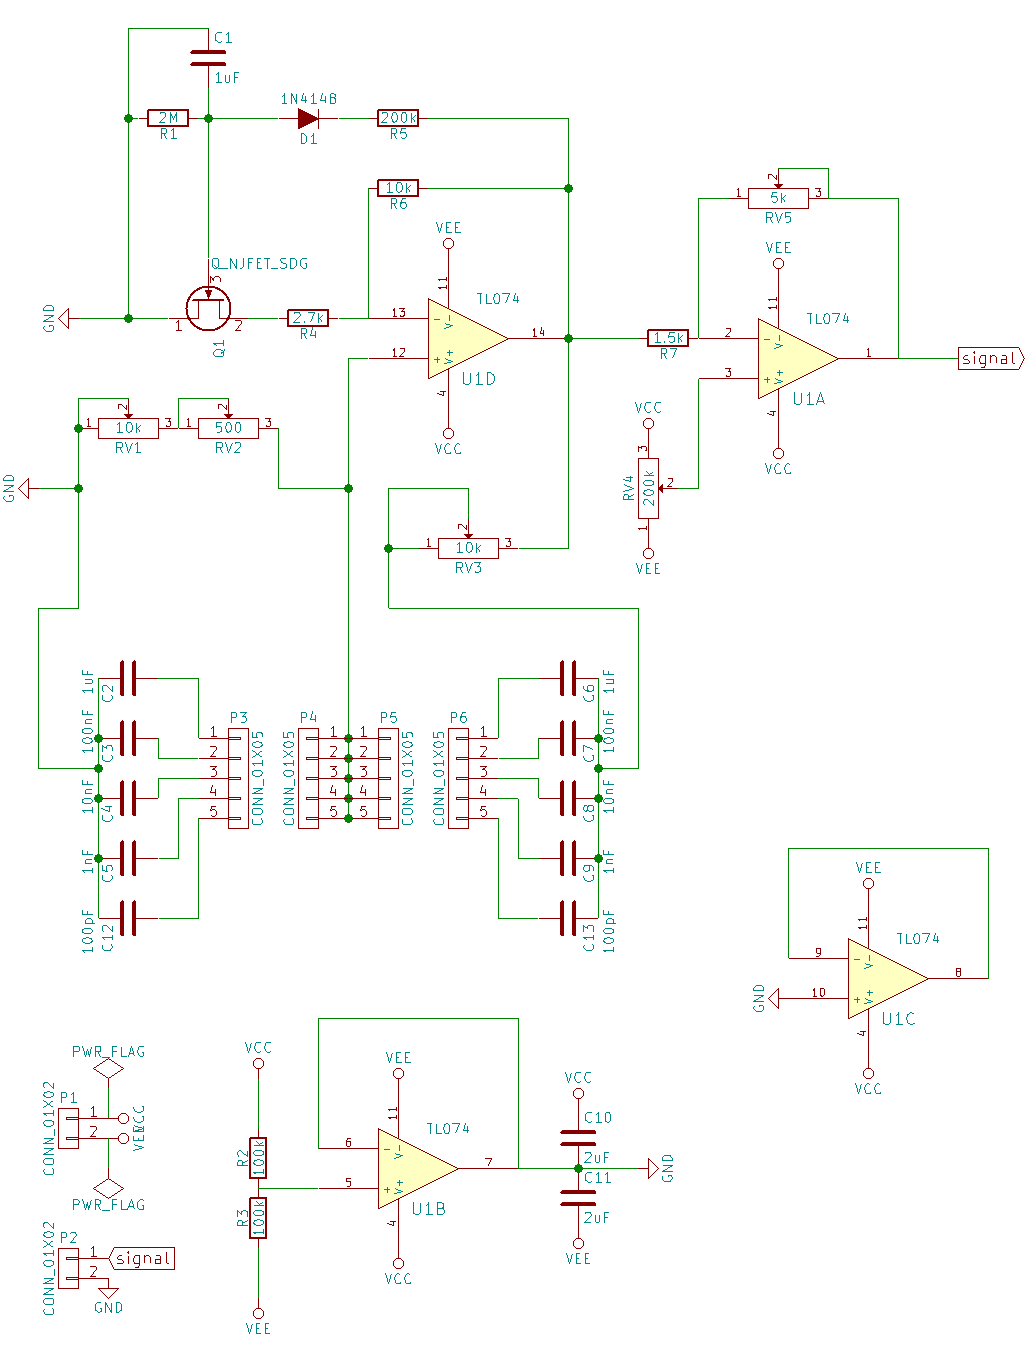 C1
1uF
2M
R1
1N4148
D1
200k
R5
10k
R6
VEE
11
Q_NJFET_SDG
3
1
2
Q1
GND
2.7k
R4
13
12
14
TL074
V-
V+
U1D
4
VCC
2
1
5k
3
RV5
VEE
11
TL074
1.5k
R7
2
3
1
V-
V+
U1A
4
VCC
signal
VCC
3
RV4
200k
2
1
VEE
2
1
10k
3
RV1
2
1
500
3
RV2
GND
2
1
10k
3
RV3
1uF
C2
100nF
C3
10nF
C4
1nF
C5
100pF
C12
P3
1
2
3
4
5
CONN_01X05
P4
1
2
3
4
5
CONN_01X05
P5
1
2
3
4
5
CONN_01X05
P6
1
2
3
4
5
CONN_01X05
C6
1uF
C7
100nF
C8
10nF
C9
1nF
C13
100pF
VEE
11
TL074
9
10
8
V-
V+
U1C
4
VCC
GND
PWR_FLAG
P1
1
2
VCC
VEE
CONN_01X02
PWR_FLAG
P2
1
2
signal
CONN_01X02
GND
VCC
R2
100k
R3
100k
VEE
VEE
11
TL074
6
5
7
V-
V+
U1B
4
VCC
VCC
C10
2uF
C11
2uF
VEE
GND